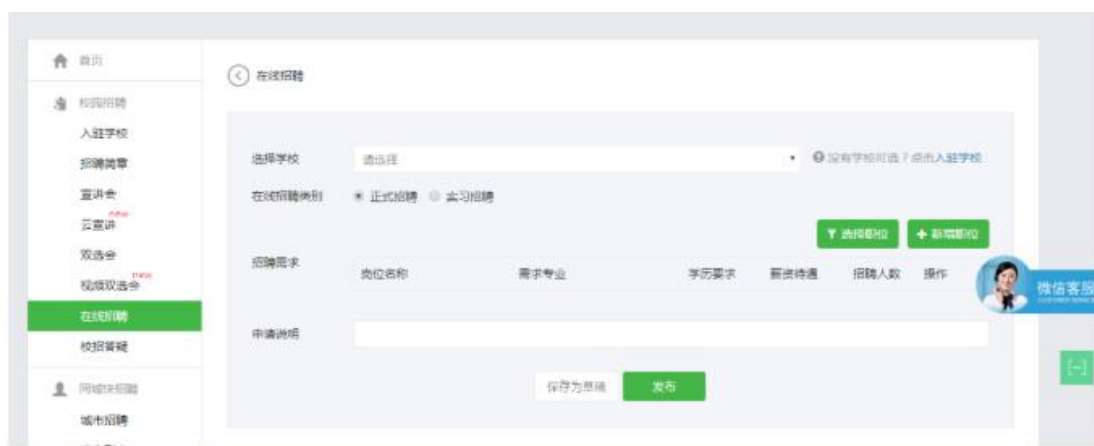 首页
在线招聘
校园招聘
入驻学校
招聘简章
宣讲会
云宣讲 new
双选会
视频双选会 new
在线招聘
校招答疑
同城快招聘
城市招聘
选择学校 请选择 没有学校可选？点击入驻学校
在线招聘类别 正式招聘 实习招聘
选择职位 新增职位
招聘需求
岗位名称 需求专业 学历要求 薪资待遇 招聘人数 操作
申请说明
保存为草稿 发布
微信客服